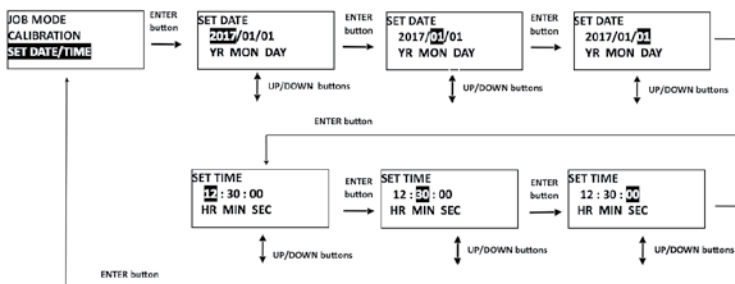 JOB MODE
CALIBRATION
SET DATE/TIME
ENTER
button
SET DATE
2017/01/01
YR MON DAY
UP/DOWN buttons
ENTER
button
SET DATE
2017/01/01
YR MON DAY
UP/DOWN buttons
ENTER
button
SET DATE
2017/01/01
YR MON DAY
UP/DOWN buttons
ENTER button
SET TIME
12 : 30 : 00
HR MIN SEC
UP/DOWN buttons
ENTER
button
SET TIME
12 : 30 : 00
HR MIN SEC
UP/DOWN buttons
ENTER
button
SET TIME
12 : 30 : 00
HR MIN SEC
UP/DOWN buttons
ENTER button